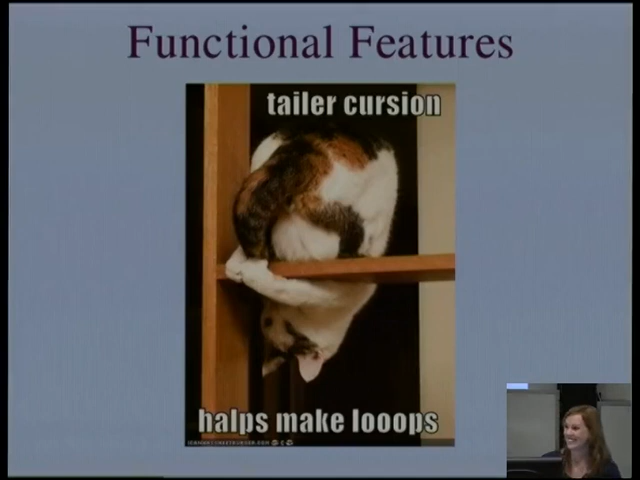 Functional Features
tailer cursion
halps make looops